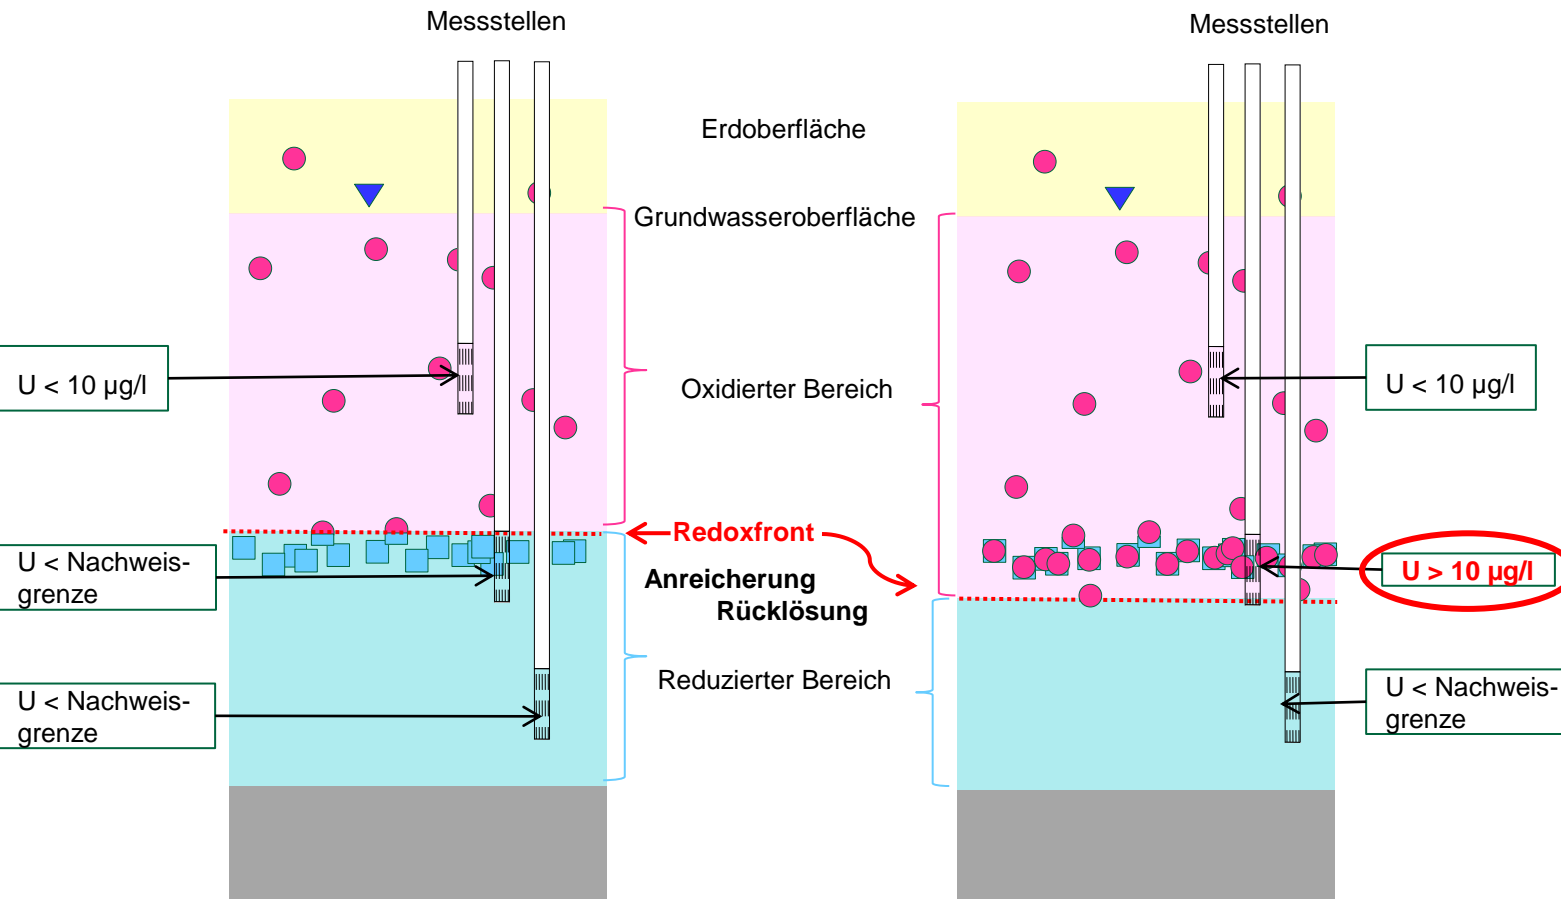 Messstellen
Messstellen
Erdoberfläche
Grundwasseroberfläche
U < 10 µg/l
Oxidierter Bereich
U < 10 µg/l
Redoxfront
U < Nachweis-
grenze
Anreicherung
Rücklösung
U > 10 µg/l
Reduzierter Bereich
U < Nachweis-
grenze
U < Nachweis-
grenze